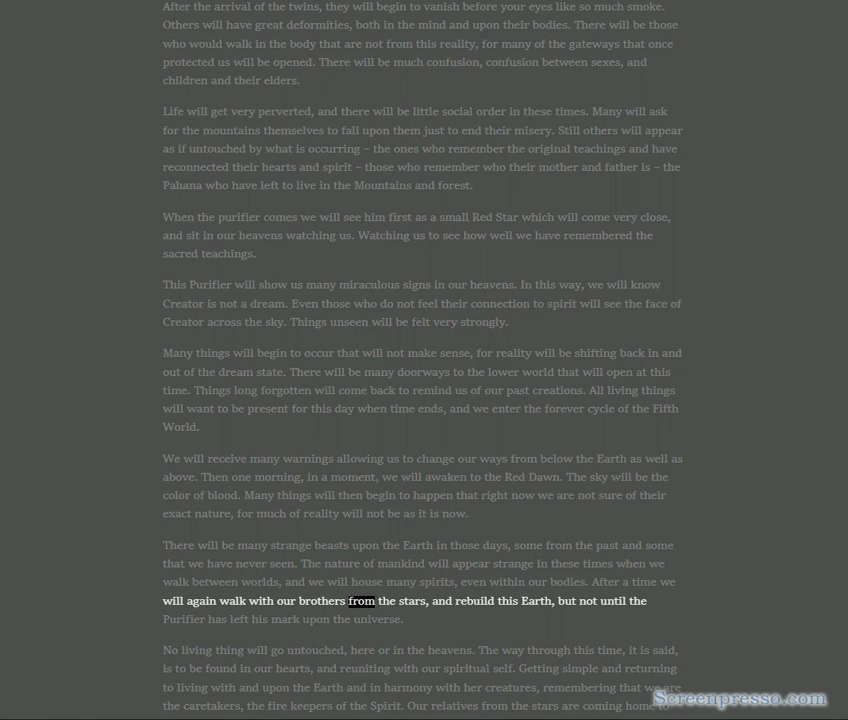 After the arrival of the twins, they will begin to vanish before your eyes like so much smoke.
Others will have great deformities, both in the mind and upon their bodies. There will be those
who would walk in the body that are not from this reality, for many of the gateways that once
protected us will be opened. There will be much confusion, confusion between sexes, and
children and their elders.
Life will get very perverted, and there will be little social order in these times. Many will ask
for the mountains themselves to fall upon them just to end their misery. Still others will appear
as if untouched by what is occurring – the ones who remember the original teachings and have
reconnected their hearts and spirit – those who remember who their mother and father is – the
Pahana who have left to live in the Mountains and forest.
When the purifier comes we will see him first as a small Red Star which will come very close,
and sit in our heavens watching us. Watching us to see how well we have remembered the
sacred teachings.
This Purifier will show us many miraculous signs in our heavens. In this way, we will know
Creator is not a dream. Even those who do not feel their connection to spirit will see the face of
Creator across the sky. Things unseen will be felt very strongly.
Many things will begin to occur that will not make sense, for reality will be shifting back in and
out of the dream state. There will be many doorways to the lower world that will open at this
time. Things long forgotten will come back to remind us of our past creations. All living things
will want to be present for this day when time ends, and we enter the forever cycle of the Fifth
World.
We will receive many warnings allowing us to change our ways from below the Earth as well as
above. Then one morning, in a moment, we will awaken to the Red Dawn. The sky will be the
color of blood. Many things will then begin to happen that right now we are not sure of their
exact nature, for much of reality will not be as it is now.
There will be many strange beasts upon the Earth in those days, some from the past and some
that we have never seen. The nature of mankind will appear strange in these times when we
walk between worlds, and we will house many spirits, even within our bodies. After a time we
will again walk with our brothers from the stars, and rebuild this Earth, but not until the
Purifier has left his mark upon the universe.
No living thing will go untouched, here or in the heavens. The way through this time, it is said,
is to be found in our hearts, and reuniting with our spiritual self. Getting simple and returning
to living with and upon the Earth and in harmony with her creatures, remembering that we are
the caretakers, the fire keepers of the Spirit. Our relatives from the stars are coming home to
Screenpresso.com